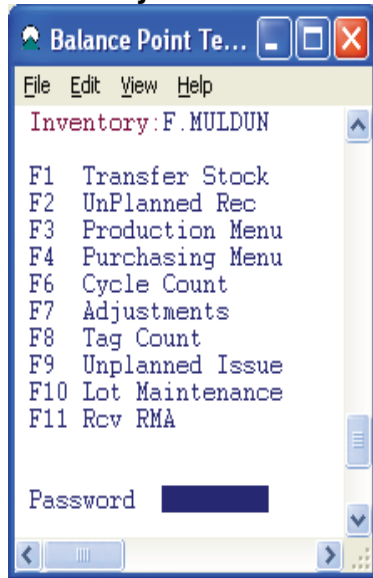 Balance Point Te...
File Edit View Help
Inventory:F.MULDUN
F1 Transfer Stock
F2 UnPlanned Rec
F3 Production Menu
F4 Purchasing Menu
F6 Cycle Count
F7 Adjustments
F8 Tag Count
F9 Unplanned Issue
F10 Lot Maintenance
F11 Rcv RMA
Password